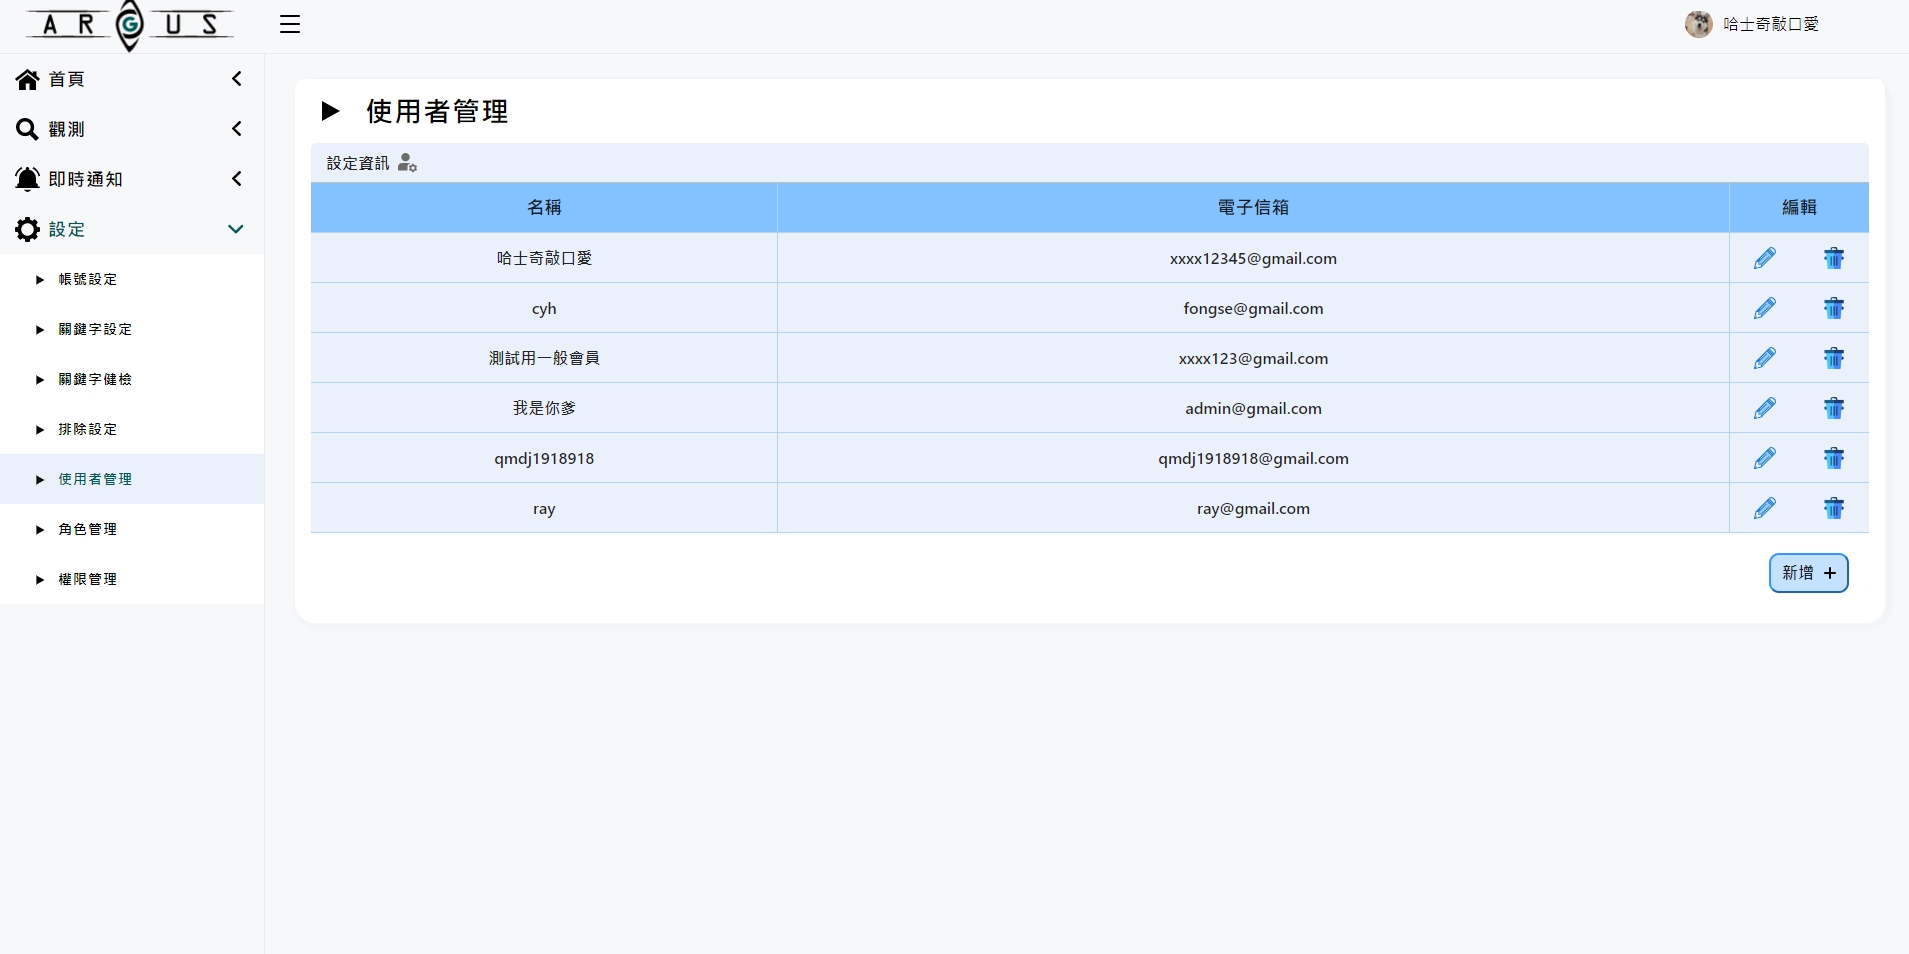 ARGUS
哈士奇敲口愛
首頁
觀測
即時通知
設定
帳號設定
關鍵字設定
關鍵字健檢
排除設定
使用者管理
角色管理
權限管理
使用者管理
設定資訊
名稱 電子信箱 編輯
哈士奇敲口愛 xxxx12345@gmail.com
cyh fongse@gmail.com
測試用一般會員 xxxx123@gmail.com
我是你爹 admin@gmail.com
qmdj1918918 qmdj1918918@gmail.com
ray ray@gmail.com
新增 +